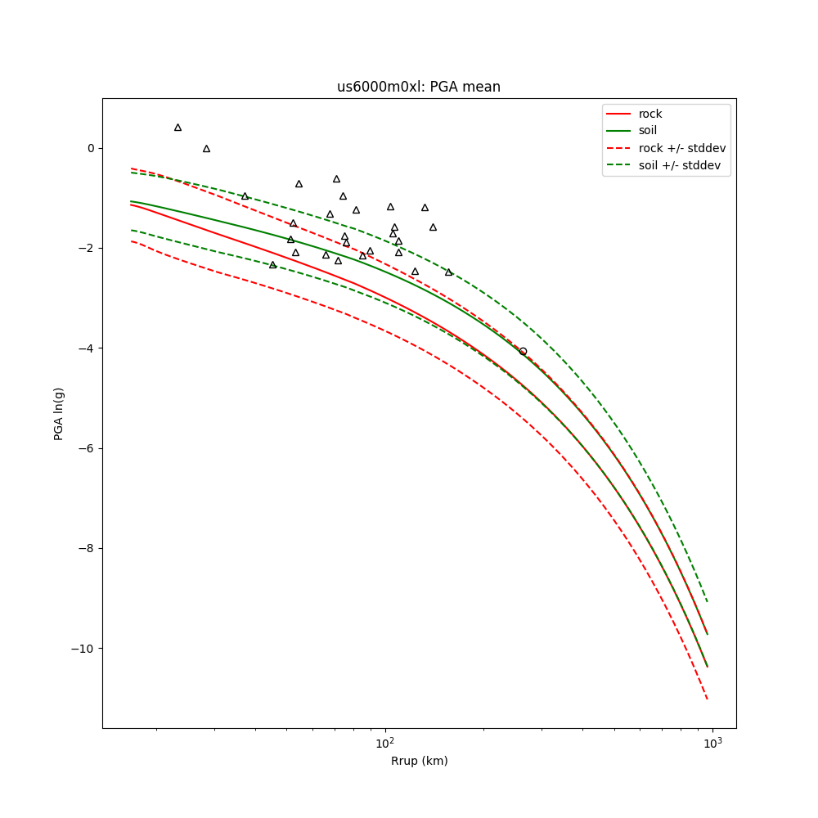 us6000m0xl: PGA mean
rock
soil
rock +/- stddev
soil +/- stddev
0
−2
−4
−6
−8
−10
PGA ln(g)
10²
10³
Rrup (km)